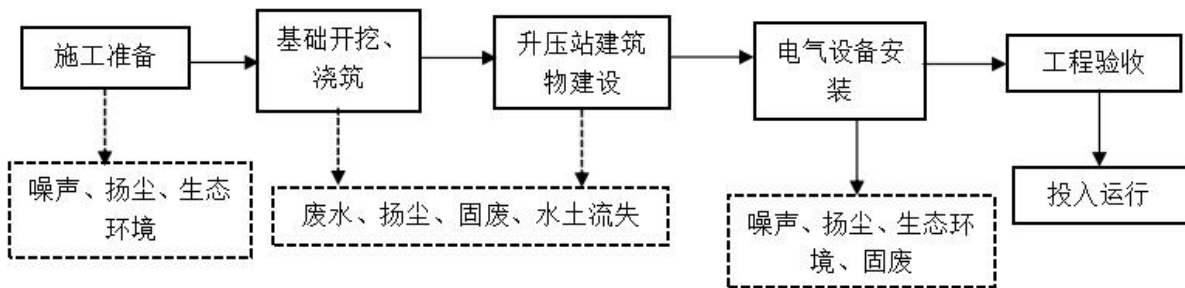 施工准备
基础开挖、
浇筑
升压站建筑
物建设
电气设备安
装
工程验收
噪声、扬尘、生态
环境
废水、扬尘、固废、水土流失
噪声、扬尘、生态环
境、固废
投入运行